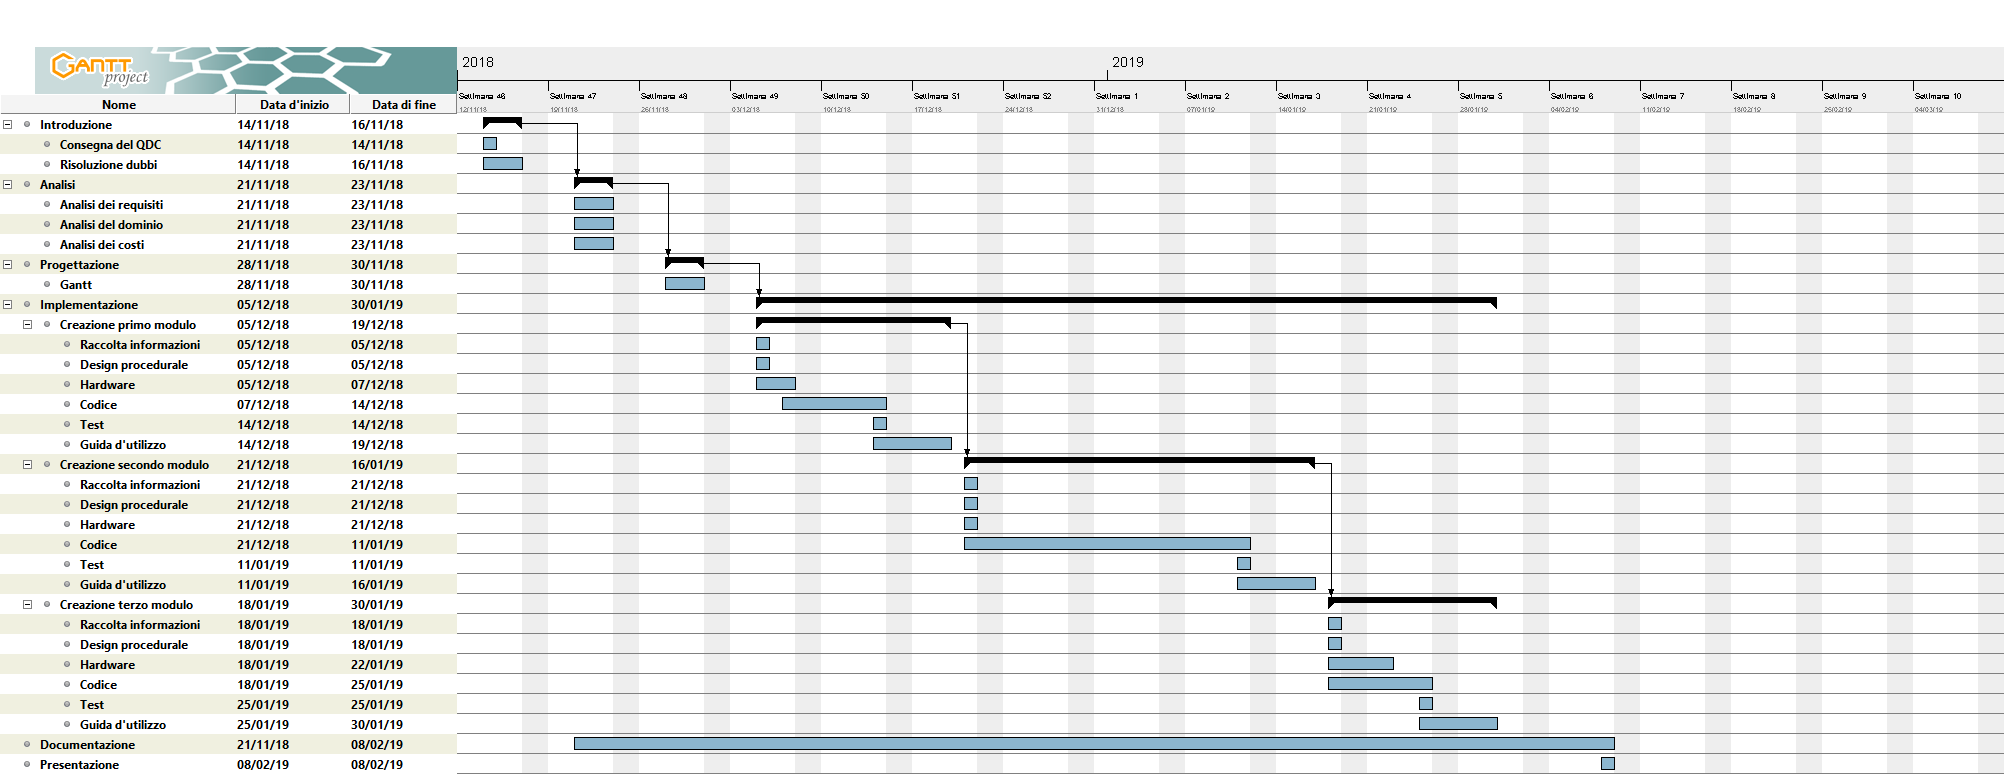 GANTT
project
2018 2019
Settimana 46 Settimana 47 Settimana 48 Settimana 49 Settimana 50 Settimana 51 Settimana 52 Settimana 1 Settimana 2 Settimana 3 Settimana 4 Settimana 5 Settimana 6 Settimana 7 Settimana 8 Settimana 9 Settimana 10
Nome Data d'inizio Data di fine 12/11/18 19/11/18 26/11/18 03/12/18 10/12/18 17/12/18 24/12/18 31/12/18 07/01/19 14/01/19 21/01/19 28/01/19 04/02/19 11/02/19 18/02/19 25/02/19 04/03/19
Introduzione 14/11/18 16/11/18
Consegna del QDC 14/11/18 14/11/18
Risoluzione dubbi 14/11/18 16/11/18
Analisi 21/11/18 23/11/18
Analisi dei requisiti 21/11/18 23/11/18
Analisi del dominio 21/11/18 23/11/18
Analisi dei costi 21/11/18 23/11/18
Progettazione 28/11/18 30/11/18
Gantt 28/11/18 30/11/18
Implementazione 05/12/18 30/01/19
Creazione primo modulo 05/12/18 19/12/18
Raccolta informazioni 05/12/18 05/12/18
Design procedurale 05/12/18 05/12/18
Hardware 05/12/18 07/12/18
Codice 07/12/18 14/12/18
Test 14/12/18 14/12/18
Guida d'utilizzo 14/12/18 19/12/18
Creazione secondo modulo 21/12/18 16/01/19
Raccolta informazioni 21/12/18 21/12/18
Design procedurale 21/12/18 21/12/18
Hardware 21/12/18 21/12/18
Codice 21/12/18 11/01/19
Test 11/01/19 11/01/19
Guida d'utilizzo 11/01/19 16/01/19
Creazione terzo modulo 18/01/19 30/01/19
Raccolta informazioni 18/01/19 18/01/19
Design procedurale 18/01/19 18/01/19
Hardware 18/01/19 22/01/19
Codice 18/01/19 25/01/19
Test 25/01/19 25/01/19
Guida d'utilizzo 25/01/19 30/01/19
Documentazione 21/11/18 08/02/19
Presentazione 08/02/19 08/02/19